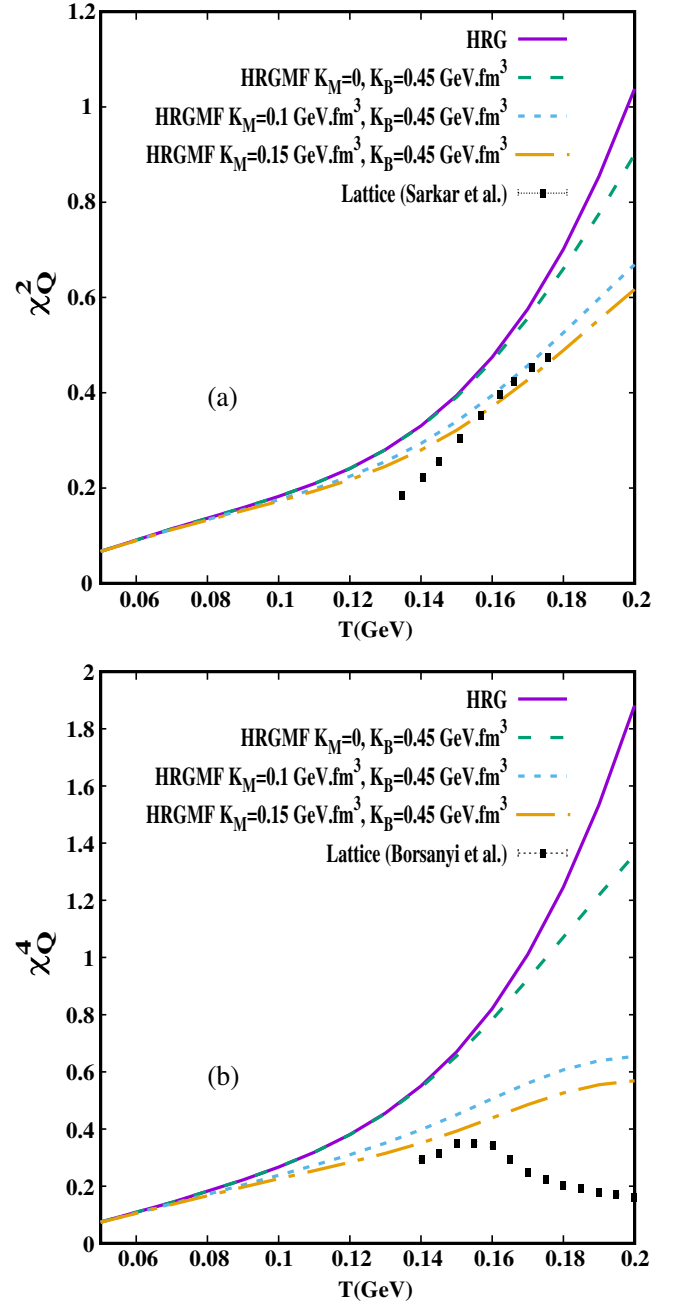 1.2
HRG
HRGMF K_M=0, K_B=0.45 GeV.fm^3
1
HRGMF K_M=0.1 GeV.fm^3, K_B=0.45 GeV.fm^3
HRGMF K_M=0.15 GeV.fm^3, K_B=0.45 GeV.fm^3
0.8
Lattice (Sarkar et al.)
χ_Q^2
0.6
0.4
(a)
0.2
0
0.06 0.08 0.1 0.12 0.14 0.16 0.18 0.2
T(GeV)
2
HRG
1.8
HRGMF K_M=0, K_B=0.45 GeV.fm^3
1.6
HRGMF K_M=0.1 GeV.fm^3, K_B=0.45 GeV.fm^3
HRGMF K_M=0.15 GeV.fm^3, K_B=0.45 GeV.fm^3
1.4
Lattice (Borsanyi et al.)
1.2
χ_Q^4
1
0.8
0.6
(b)
0.4
0.2
0
0.06 0.08 0.1 0.12 0.14 0.16 0.18 0.2
T(GeV)